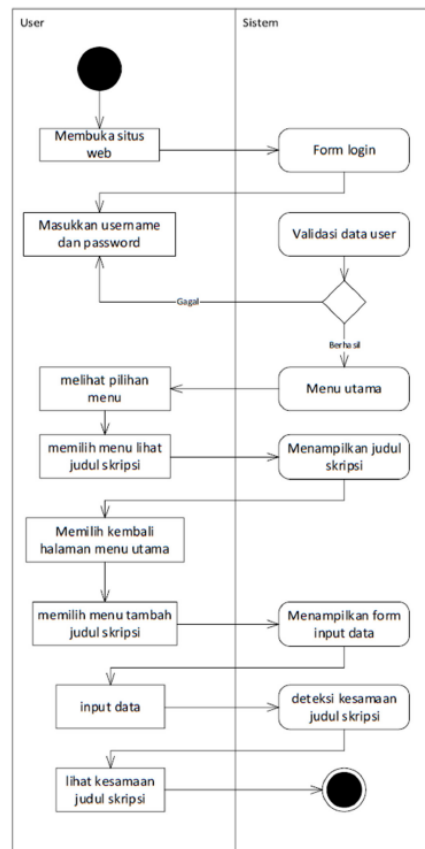 User
Sistem
Membuka situs
web
Form login
Masukkan username
dan password
Validasi data user
Gagal
Berhasil
melihat pilihan
menu
Menu utama
memilih menu lihat
judul skripsi
Menampilkan judul
skripsi
Memilih kembali
halaman menu utama
memilih menu tambah
judul skripsi
Menampilkan form
input data
input data
deteksi kesamaan
judul skripsi
lihat kesamaan
judul skripsi